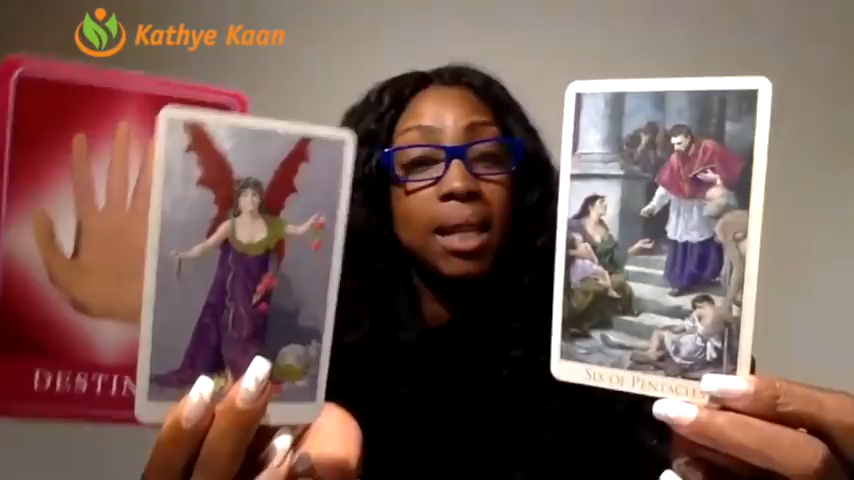 Kathye Kaan
DESTIN
SIX OF PENTACLES